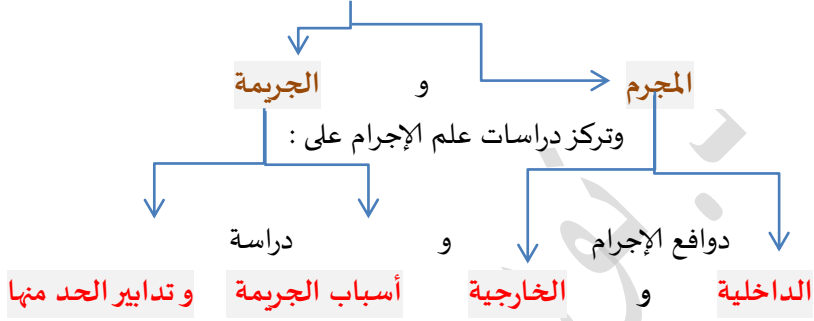 المجرم و الجريمة
وتركز دراسات علم الإجرام على :
دوافع الإجرام و دراسة
الداخلية و الخارجية أسباب الجريمة و تدابير الحد منها